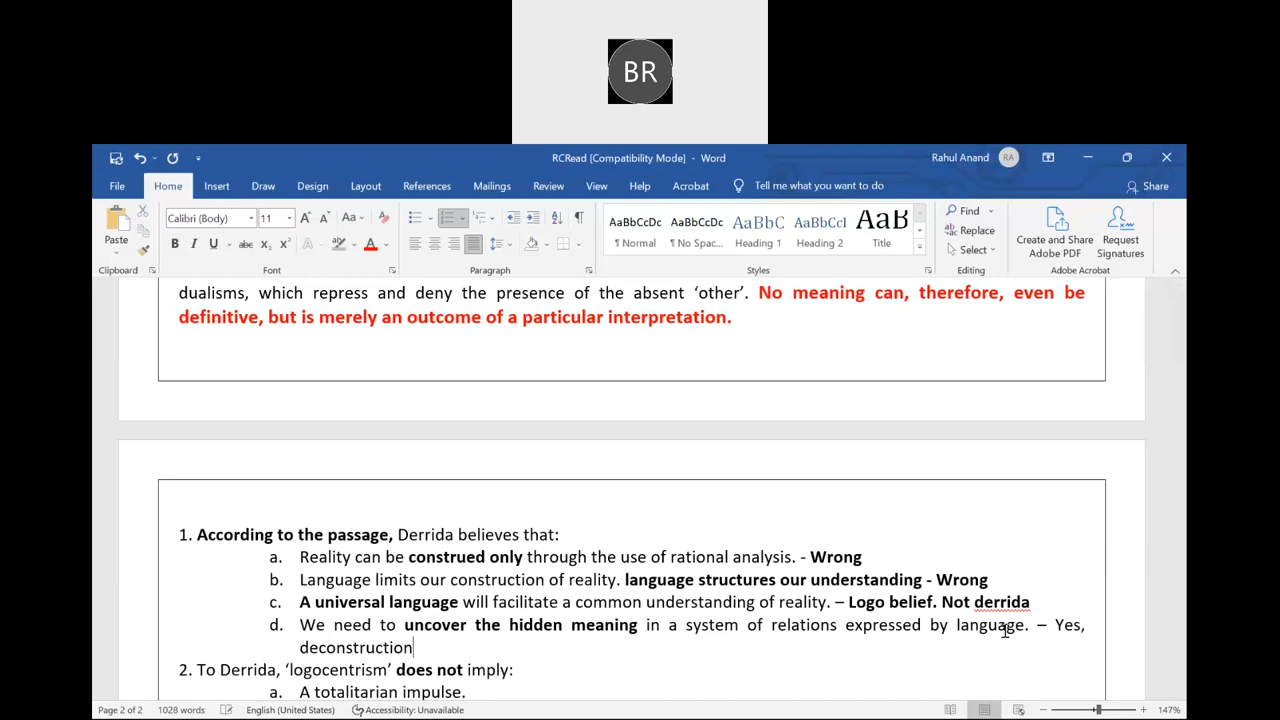 BR
RCRead [Compatibility Mode] - Word
Rahul Anand RA
File Home Insert Draw Design Layout References Mailings Review View Help Acrobat Tell me what you want to do Share
Paste
Calibri (Body) 11
Clipboard Font Paragraph
AaBbCcDc AaBbCcDc AaBbC AaBbCcI AaB
¶ Normal ¶ No Spac... Heading 1 Heading 2 Title
Styles
Find
Replace
Select
Editing
Create and Share Adobe PDF
Request Signatures
Adobe Acrobat
dualisms, which repress and deny the presence of the absent ‘other’. No meaning can, therefore, even be
definitive, but is merely an outcome of a particular interpretation.
1. According to the passage, Derrida believes that:
a. Reality can be construed only through the use of rational analysis. - Wrong
b. Language limits our construction of reality. language structures our understanding - Wrong
c. A universal language will facilitate a common understanding of reality. – Logo belief. Not derrida
d. We need to uncover the hidden meaning in a system of relations expressed by language. – Yes,
deconstruction
2. To Derrida, ‘logocentrism’ does not imply:
a. A totalitarian impulse.
Page 2 of 2 1028 words English (United States) Accessibility: Unavailable 147%